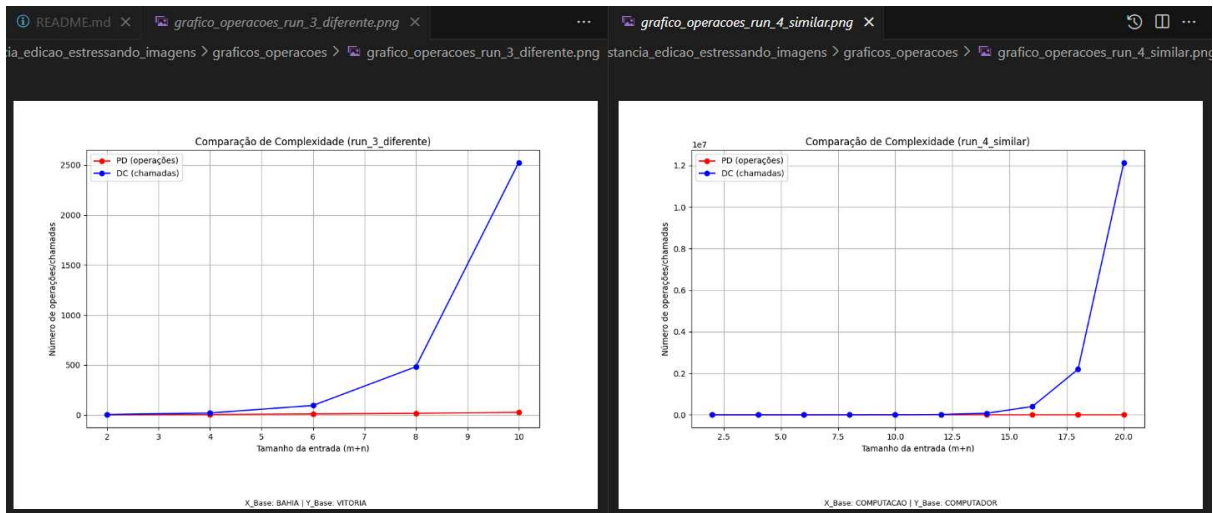 README.md
grafico_operacoes_run_3_diferente.png
...
ia_edicao_estressando_imagens > graficos_operacoes > grafico_operacoes_run_3_diferente.png
Comparação de Complexidade (run_3_diferente)
PD (operações)
DC (chamadas)
Número de operações/chamadas
2500
2000
1500
1000
500
0
2 3 4 5 6 7 8 9 10
Tamanho da entrada (m+n)
X_Base: BAHIA | Y_Base: VITORIA
grafico_operacoes_run_4_similar.png
...
stancia_edicao_estressando_imagens > graficos_operacoes > grafico_operacoes_run_4_similar.png
Comparação de Complexidade (run_4_similar)
1e7
PD (operações)
DC (chamadas)
Número de operações/chamadas
1.2
1.0
0.8
0.6
0.4
0.2
0.0
2.5 5.0 7.5 10.0 12.5 15.0 17.5 20.0
Tamanho da entrada (m+n)
X_Base: COMPUTACAO | Y_Base: COMPUTADOR